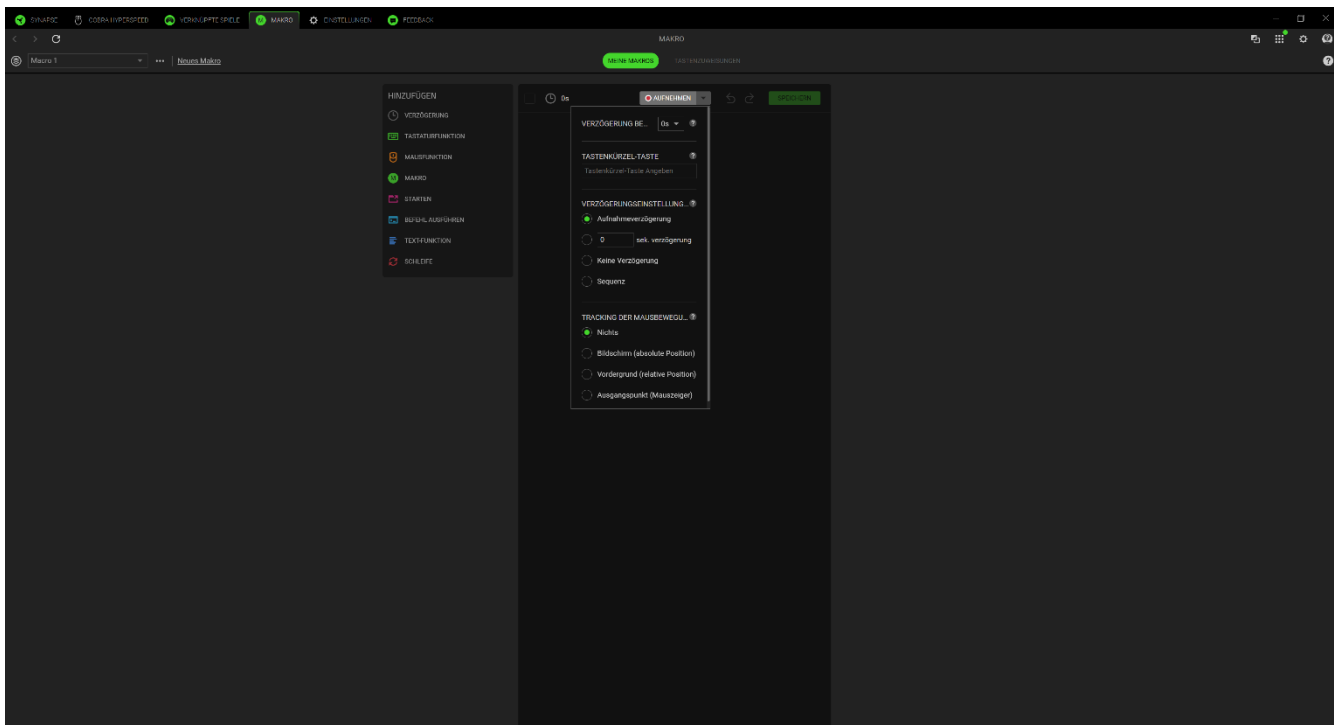 SYNAPSE COBRA HYPERSPEED VERKNÜPFTE SPIELE MAKRO EINSTELLUNGEN FEEDBACK
MAKRO
Macro 1 Neues Makro MEINE MAKROS TASTENZUWEISUNGEN
HINZUFÜGEN
VERZÖGERUNG
TASTATURFUNKTION
MAUSFUNKTION
MAKRO
STARTEN
BEFEHL AUSFÜHREN
TEXT-FUNKTION
SCHLEIFE
0s AUFNEHMEN SPEICHERN
VERZÖGERUNG BE... 0s
TASTENKÜRZEL-TASTE
Tastenkürzel-Taste Angeben
VERZÖGERUNGSEINSTELLUNG...
Aufnahmeverzögerung
0 sek. verzögerung
Keine Verzögerung
Sequenz
TRACKING DER MAUSBEWEGU...
Nichts
Bildschirm (absolute Position)
Vordergrund (relative Position)
Ausgangspunkt (Mauszeiger)